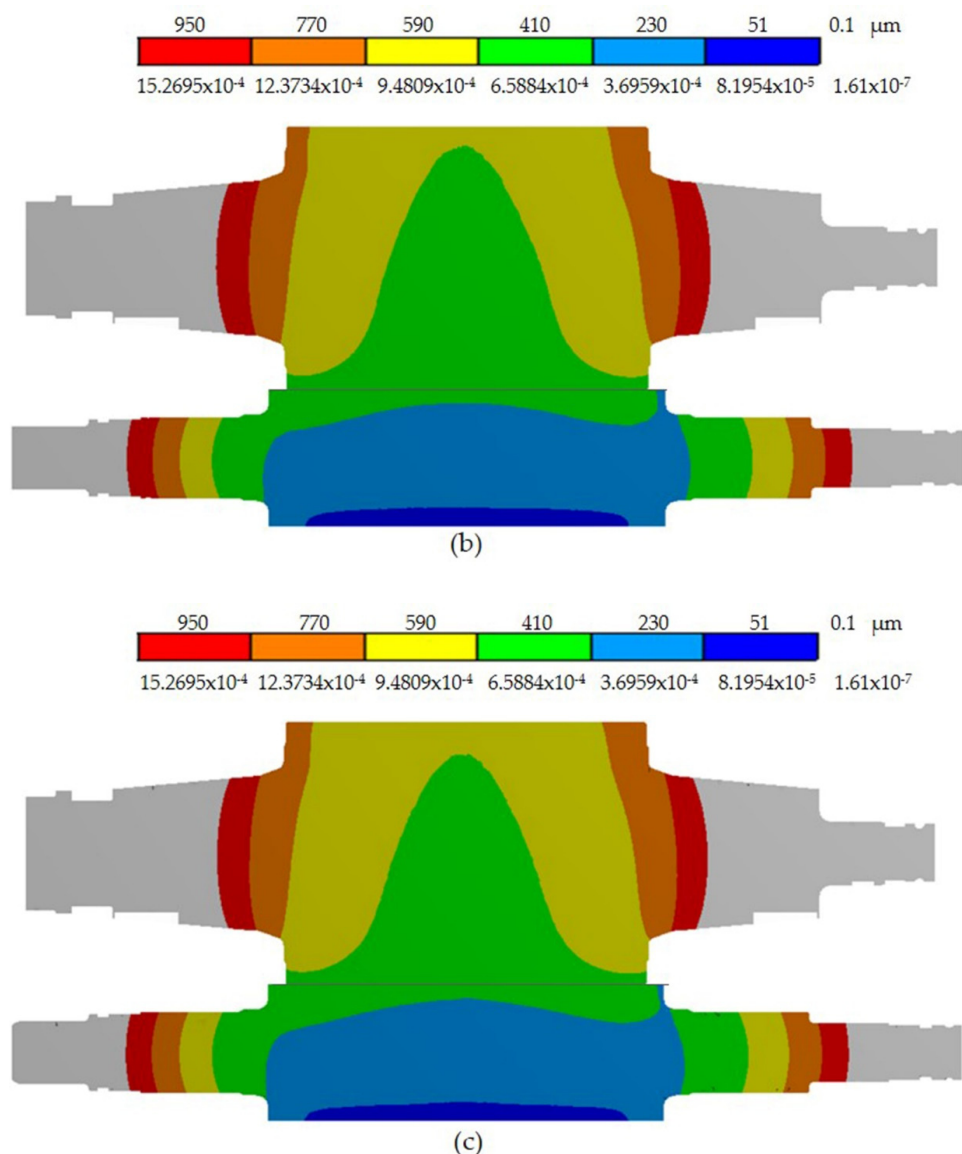 950 770 590 410 230 51 0.1 μm
15.2695x10⁻⁴ 12.3734x10⁻⁴ 9.4809x10⁻⁴ 6.5884x10⁻⁴ 3.6959x10⁻⁴ 8.1954x10⁻⁵ 1.61x10⁻⁷
(b)
950 770 590 410 230 51 0.1 μm
15.2695x10⁻⁴ 12.3734x10⁻⁴ 9.4809x10⁻⁴ 6.5884x10⁻⁴ 3.6959x10⁻⁴ 8.1954x10⁻⁵ 1.61x10⁻⁷
(c)